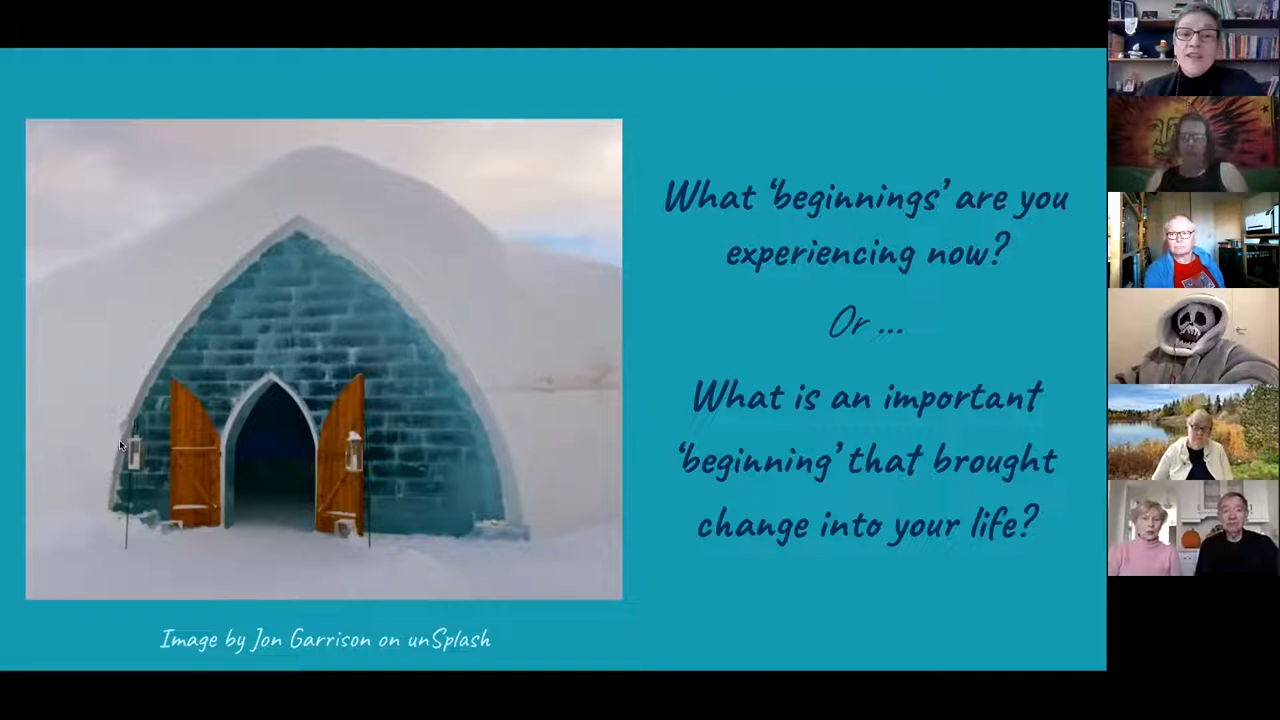 What ‘beginnings’ are you
experiencing now?
Or ...
What is an important
‘beginning’ that brought
change into your life?
Image by Jon Garrison on unSplash